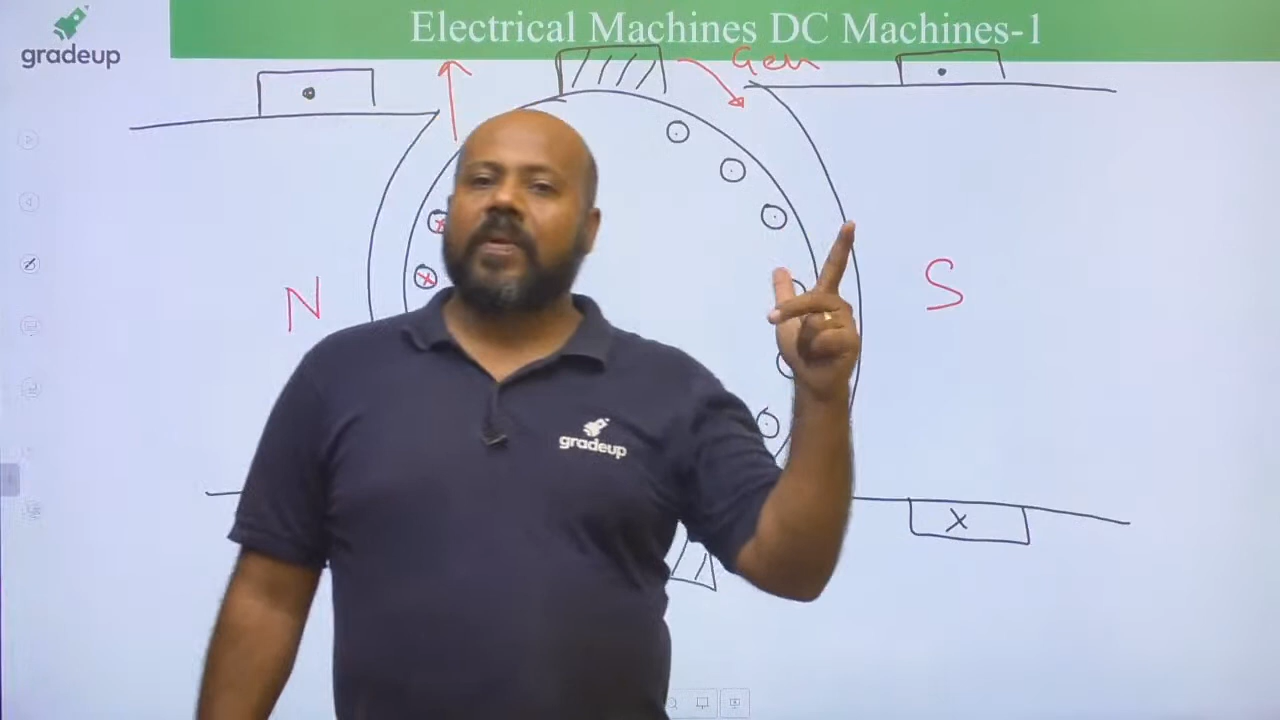 Electrical Machines DC Machines-1
gradeup
Gen
N
S
gradeup
X